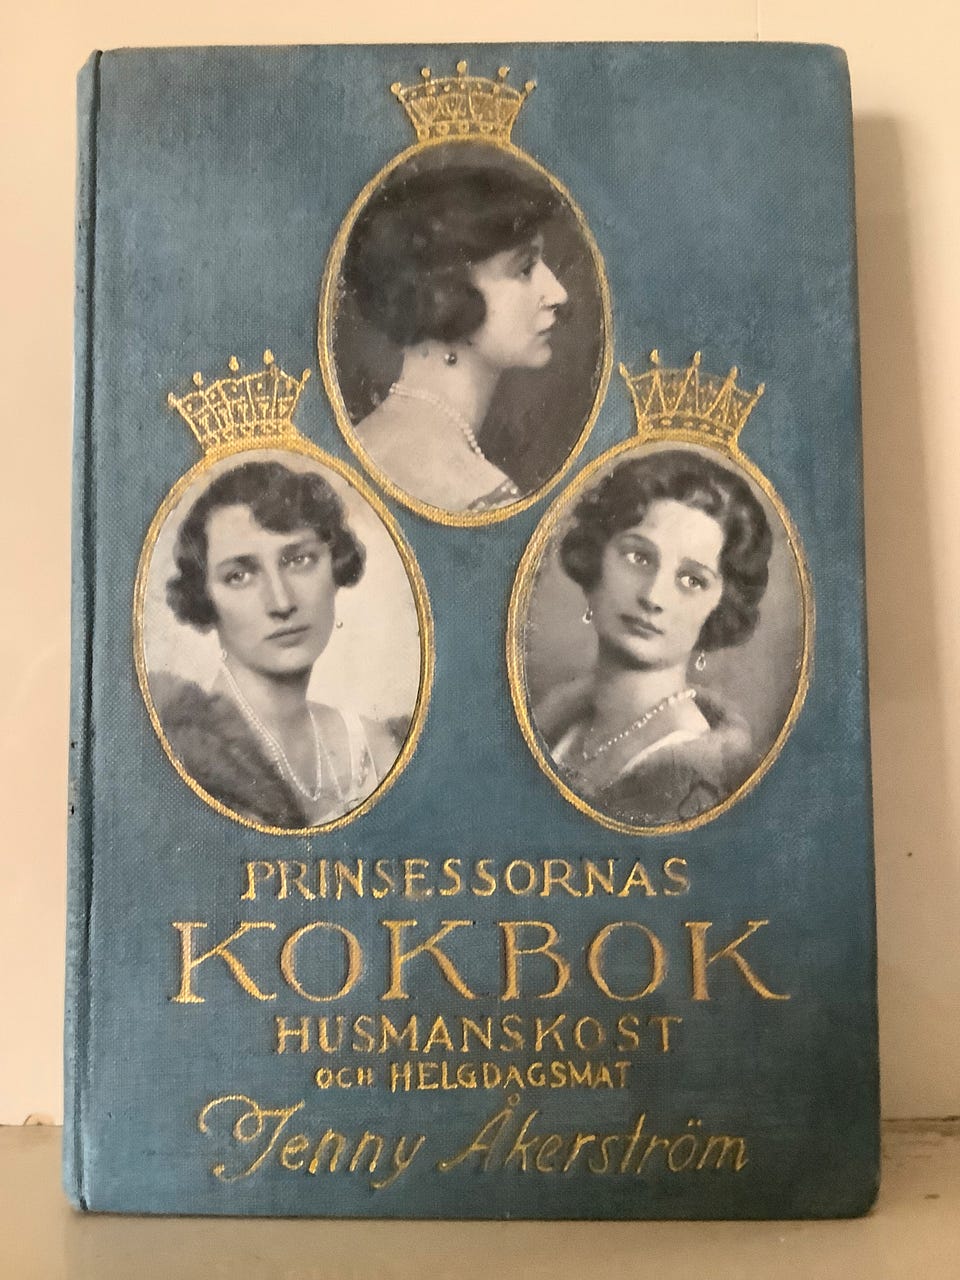 PRINSESSORNAS
KOKBOK
HUSMANSKOST
OCH HELGDAGSMAT
Jenny Åkerström